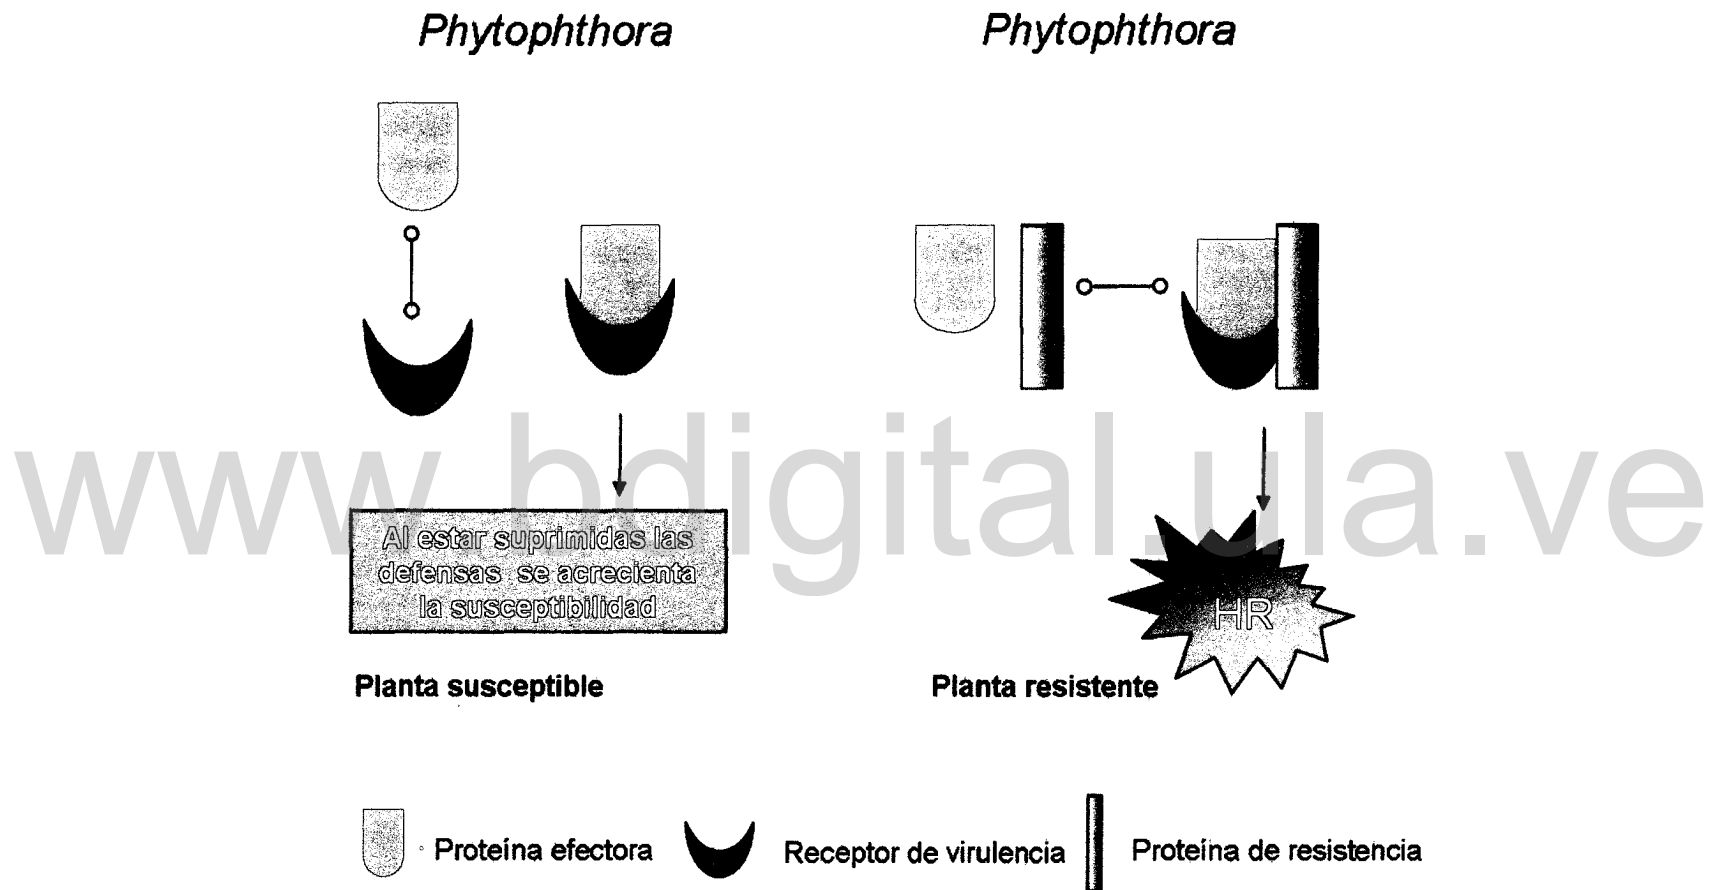 Phytophthora
Phytophthora
www.bdigital.ula.ve
Al estar suprimidas las
defensas se acrecienta
la susceptibilidad
HR
Planta susceptible
Planta resistente
Proteína efectora
Receptor de virulencia
Proteína de resistencia